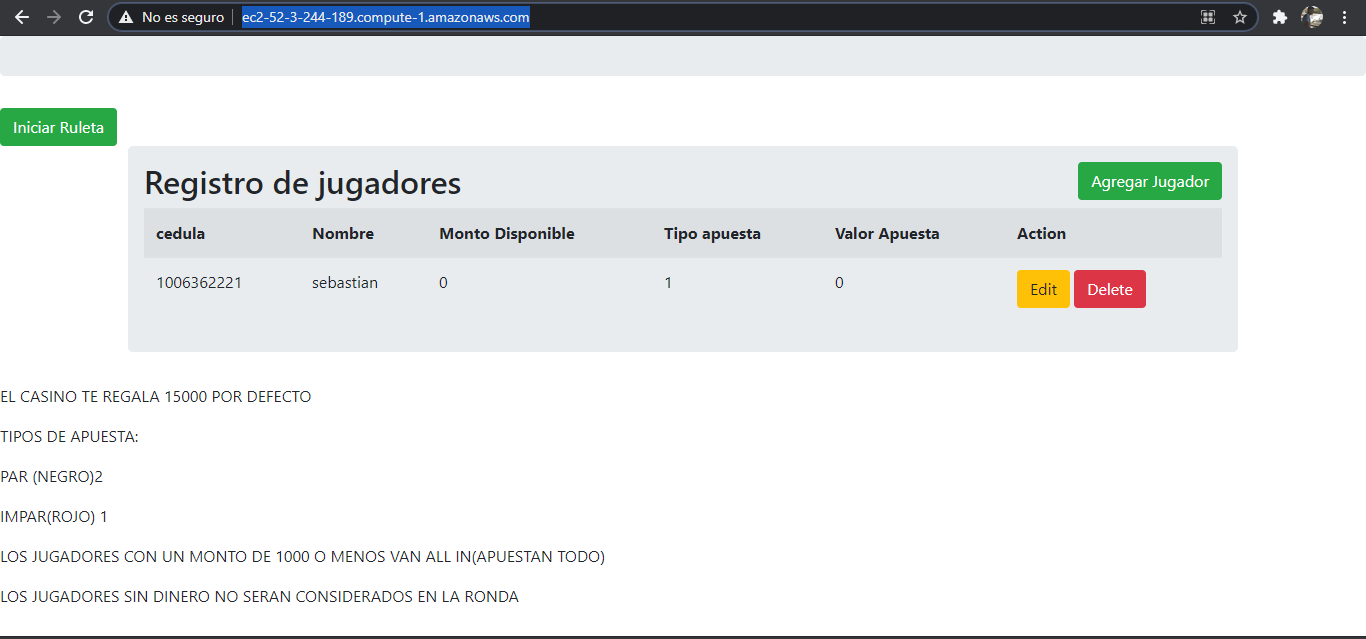 No es seguro ec2-52-3-244-189.compute-1.amazonaws.com
Iniciar Ruleta
Registro de jugadores
Agregar Jugador
cedula Nombre Monto Disponible Tipo apuesta Valor Apuesta Action
1006362221 sebastian 0 1 0 Edit Delete
EL CASINO TE REGALA 15000 POR DEFECTO
TIPOS DE APUESTA:
PAR (NEGRO)2
IMPAR(ROJO) 1
LOS JUGADORES CON UN MONTO DE 1000 O MENOS VAN ALL IN(APUESTAN TODO)
LOS JUGADORES SIN DINERO NO SERAN CONSIDERADOS EN LA RONDA